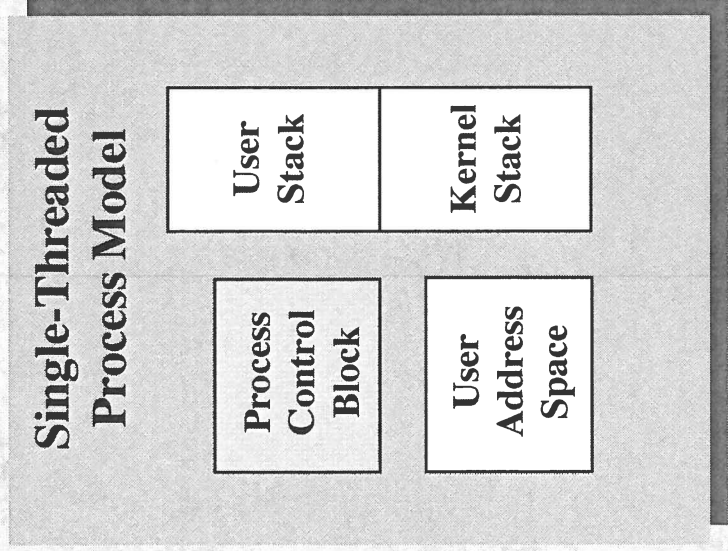 Single-Threaded
Process Model
Process
Control
Block
User
Stack
User
Address
Space
Kernel
Stack